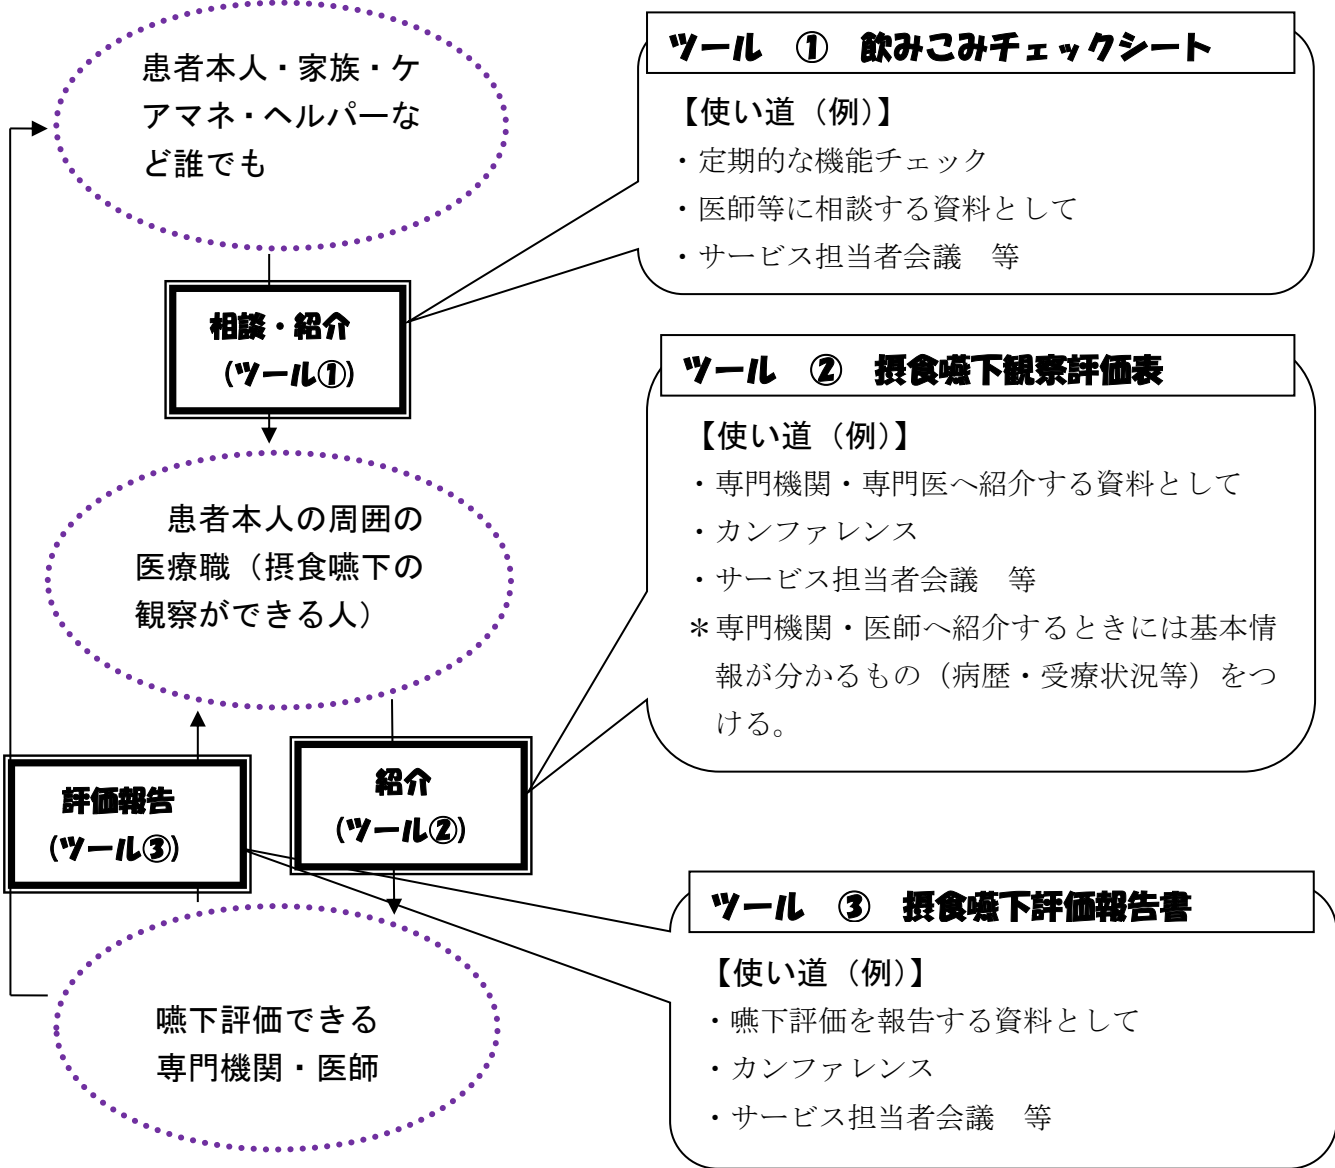 患者本人・家族・ケ
アマネ・ヘルパーな
ど誰でも
ツール　①　飲みこみチェックシート
【使い道（例）】
・定期的な機能チェック
・医師等に相談する資料として
・サービス担当者会議　等
相談・紹介
（ツール①）
ツール　②　摂食嚥下観察評価表
【使い道（例）】
・専門機関・専門医へ紹介する資料として
・カンファレンス
・サービス担当者会議　等
＊専門機関・医師へ紹介するときには基本情
報が分かるもの（病歴・受療状況等）をつ
ける。
患者本人の周囲の
医療職（摂食嚥下の
観察ができる人）
評価報告
（ツール③）
紹介
（ツール②）
ツール　③　摂食嚥下評価報告書
【使い道（例）】
・嚥下評価を報告する資料として
・カンファレンス
・サービス担当者会議　等
嚥下評価できる
専門機関・医師